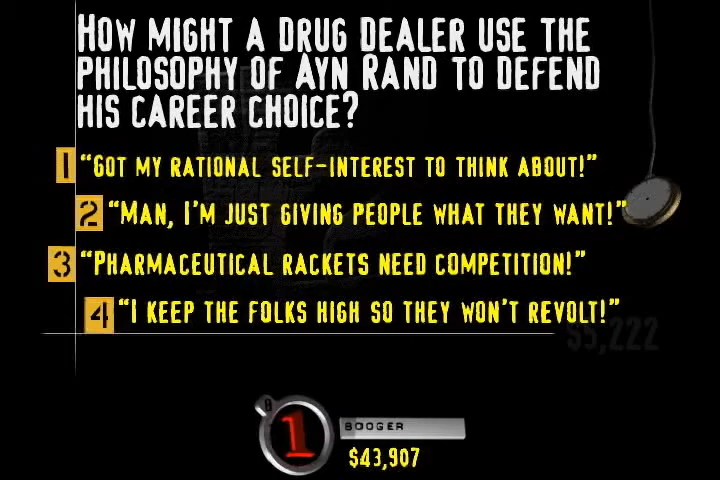 How might a drug dealer use the
philosophy of Ayn Rand to defend
his career choice?
1 “Got my rational self-interest to think about!”
2 “Man, I’m just giving people what they want!”
3 “Pharmaceutical rackets need competition!”
4 “I keep the folks high so they won’t revolt!”
$5,222
1 BOOGER
$43,907